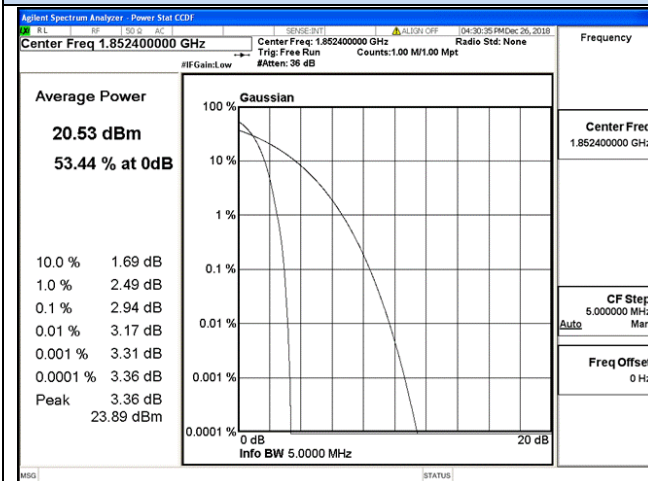 Agilent Spectrum Analyzer - Power Stat CCDF
RL RF 50 Ω AC SENSE:INT ALIGN OFF 04:30:35 PM Dec 26, 2018
Center Freq 1.852400000 GHz
Center Freq: 1.852400000 GHz Radio Std: None
Trig: Free Run Counts:1.00 M/1.00 Mpt
#IFGain:Low #Atten: 36 dB
Frequency
Average Power
20.53 dBm
53.44 % at 0dB
10.0 % 1.69 dB
1.0 % 2.49 dB
0.1 % 2.94 dB
0.01 % 3.17 dB
0.001 % 3.31 dB
0.0001 % 3.36 dB
Peak 3.36 dB
23.89 dBm
Gaussian
100 %
10 %
1 %
0.1 %
0.01 %
0.001 %
0.0001 %
0 dB 20 dB
Info BW 5.0000 MHz
Center Freq
1.852400000 GHz
CF Step
5.000000 MHz
Auto Man
Freq Offset
0 Hz
MSG STATUS